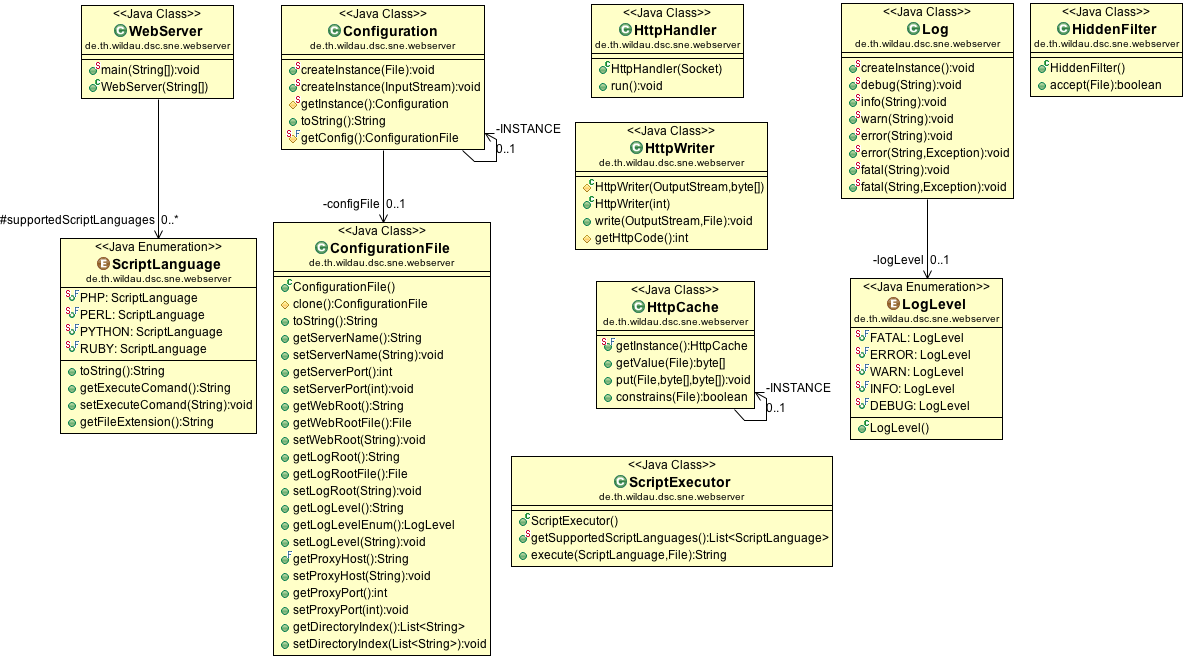 <<Java Class>>
WebServer
de.th.wildau.dsc.sne.webserver
main(String[]):void
WebServer(String[])
<<Java Class>>
Configuration
de.th.wildau.dsc.sne.webserver
createInstance(File):void
createInstance(InputStream):void
getInstance():Configuration
toString():String
getConfig():ConfigurationFile
-INSTANCE
0..1
<<Java Class>>
HttpHandler
de.th.wildau.dsc.sne.webserver
HttpHandler(Socket)
run():void
<<Java Class>>
Log
de.th.wildau.dsc.sne.webserver
createInstance():void
debug(String):void
info(String):void
warn(String):void
error(String):void
error(String,Exception):void
fatal(String):void
fatal(String,Exception):void
<<Java Class>>
HiddenFilter
de.th.wildau.dsc.sne.webserver
HiddenFilter()
accept(File):boolean
<<Java Class>>
HttpWriter
de.th.wildau.dsc.sne.webserver
HttpWriter(OutputStream,byte[])
HttpWriter(int)
write(OutputStream,File):void
getHttpCode():int
#supportedScriptLanguages 0..*
-configFile 0..1
-logLevel 0..1
<<Java Enumeration>>
ScriptLanguage
de.th.wildau.dsc.sne.webserver
PHP: ScriptLanguage
PERL: ScriptLanguage
PYTHON: ScriptLanguage
RUBY: ScriptLanguage
toString():String
getExecuteComand():String
setExecuteComand(String):void
getFileExtension():String
<<Java Class>>
ConfigurationFile
de.th.wildau.dsc.sne.webserver
ConfigurationFile()
clone():ConfigurationFile
toString():String
getServerName():String
setServerName(String):void
getServerPort():int
setServerPort(int):void
getWebRoot():String
getWebRootFile():File
setWebRoot(String):void
getLogRoot():String
getLogRootFile():File
setLogRoot(String):void
getLogLevel():String
getLogLevelEnum():LogLevel
setLogLevel(String):void
getProxyHost():String
setProxyHost(String):void
getProxyPort():int
setProxyPort(int):void
getDirectoryIndex():List<String>
setDirectoryIndex(List<String>):void
<<Java Class>>
HttpCache
de.th.wildau.dsc.sne.webserver
getInstance():HttpCache
getValue(File):byte[]
put(File,byte[],byte[]):void
constrains(File):boolean
-INSTANCE
0..1
<<Java Enumeration>>
LogLevel
de.th.wildau.dsc.sne.webserver
FATAL: LogLevel
ERROR: LogLevel
WARN: LogLevel
INFO: LogLevel
DEBUG: LogLevel
LogLevel()
<<Java Class>>
ScriptExecutor
de.th.wildau.dsc.sne.webserver
ScriptExecutor()
getSupportedScriptLanguages():List<ScriptLanguage>
execute(ScriptLanguage,File):String